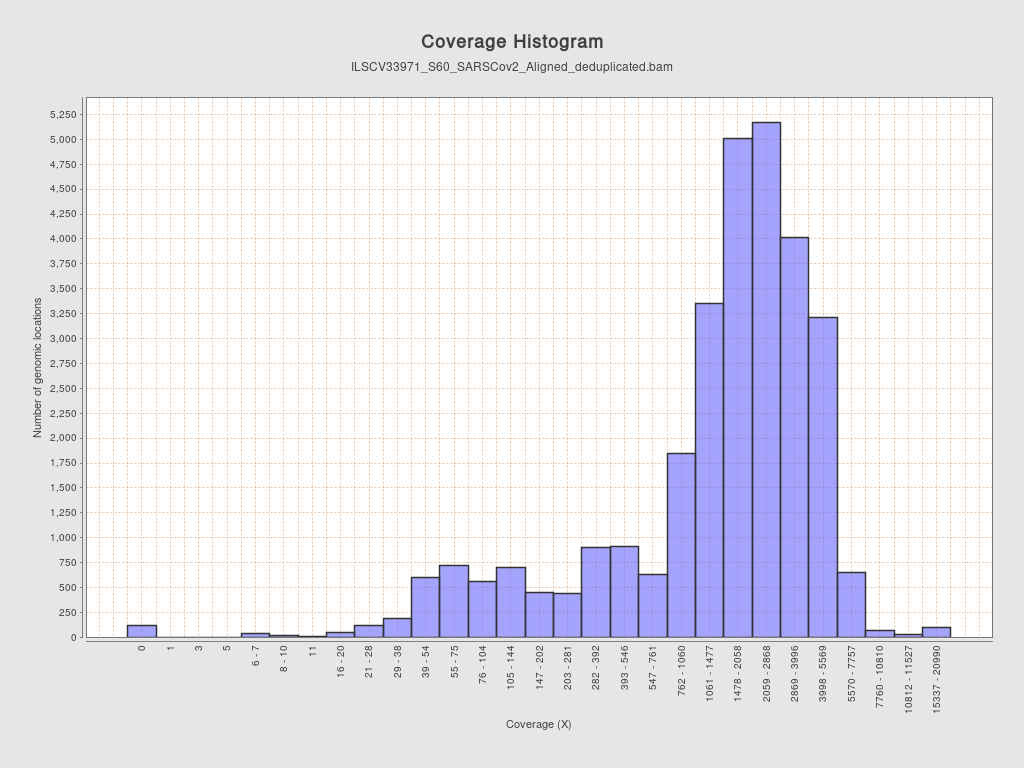 Coverage Histogram
ILSCV33971_S60_SARSCov2_Aligned_deduplicated.bam
Number of genomic locations
5,250
5,000
4,750
4,500
4,250
4,000
3,750
3,500
3,250
3,000
2,750
2,500
2,250
2,000
1,750
1,500
1,250
1,000
750
500
250
0
0
1
3
5
6 - 7
8 - 10
11
16 - 20
21 - 28
29 - 38
39 - 54
55 - 75
76 - 104
105 - 144
147 - 202
203 - 281
282 - 392
393 - 546
547 - 761
762 - 1060
1061 - 1477
1478 - 2058
2059 - 2868
2869 - 3996
3998 - 5569
5570 - 7757
7760 - 10810
10812 - 11527
15337 - 20990
Coverage (X)